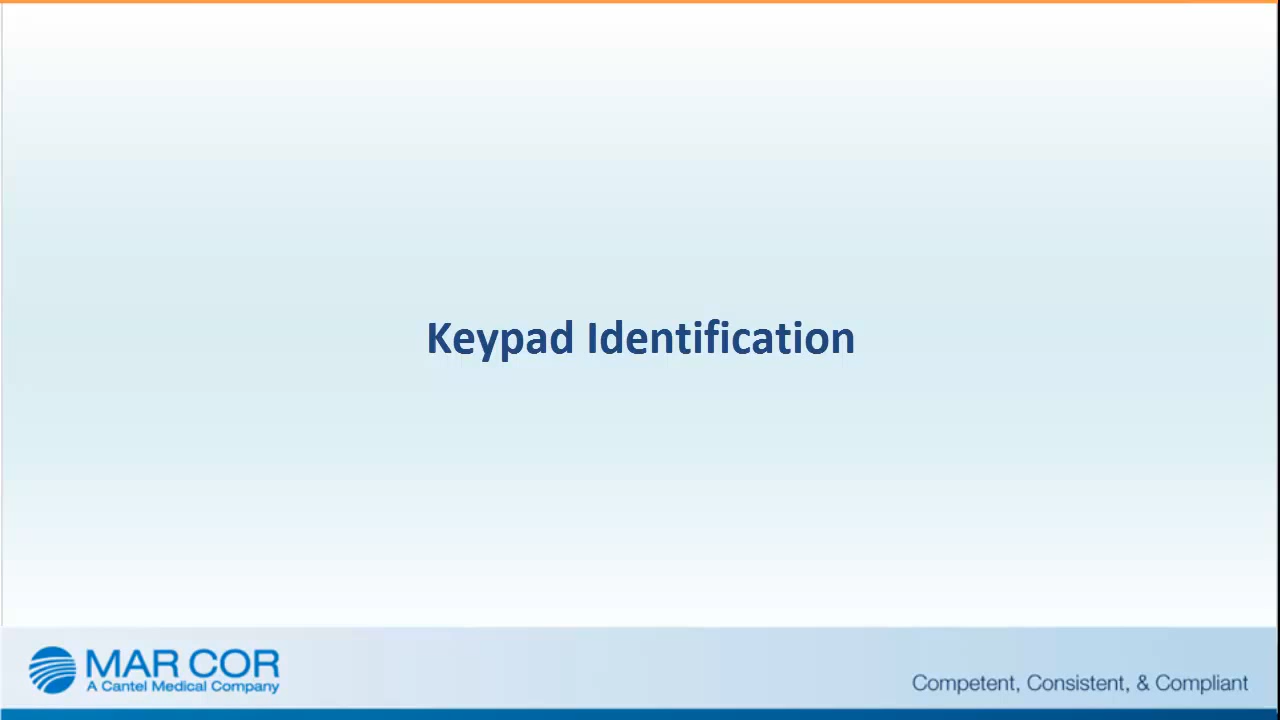 Keypad Identification
MAR COR
A Cantel Medical Company
Competent, Consistent, & Compliant